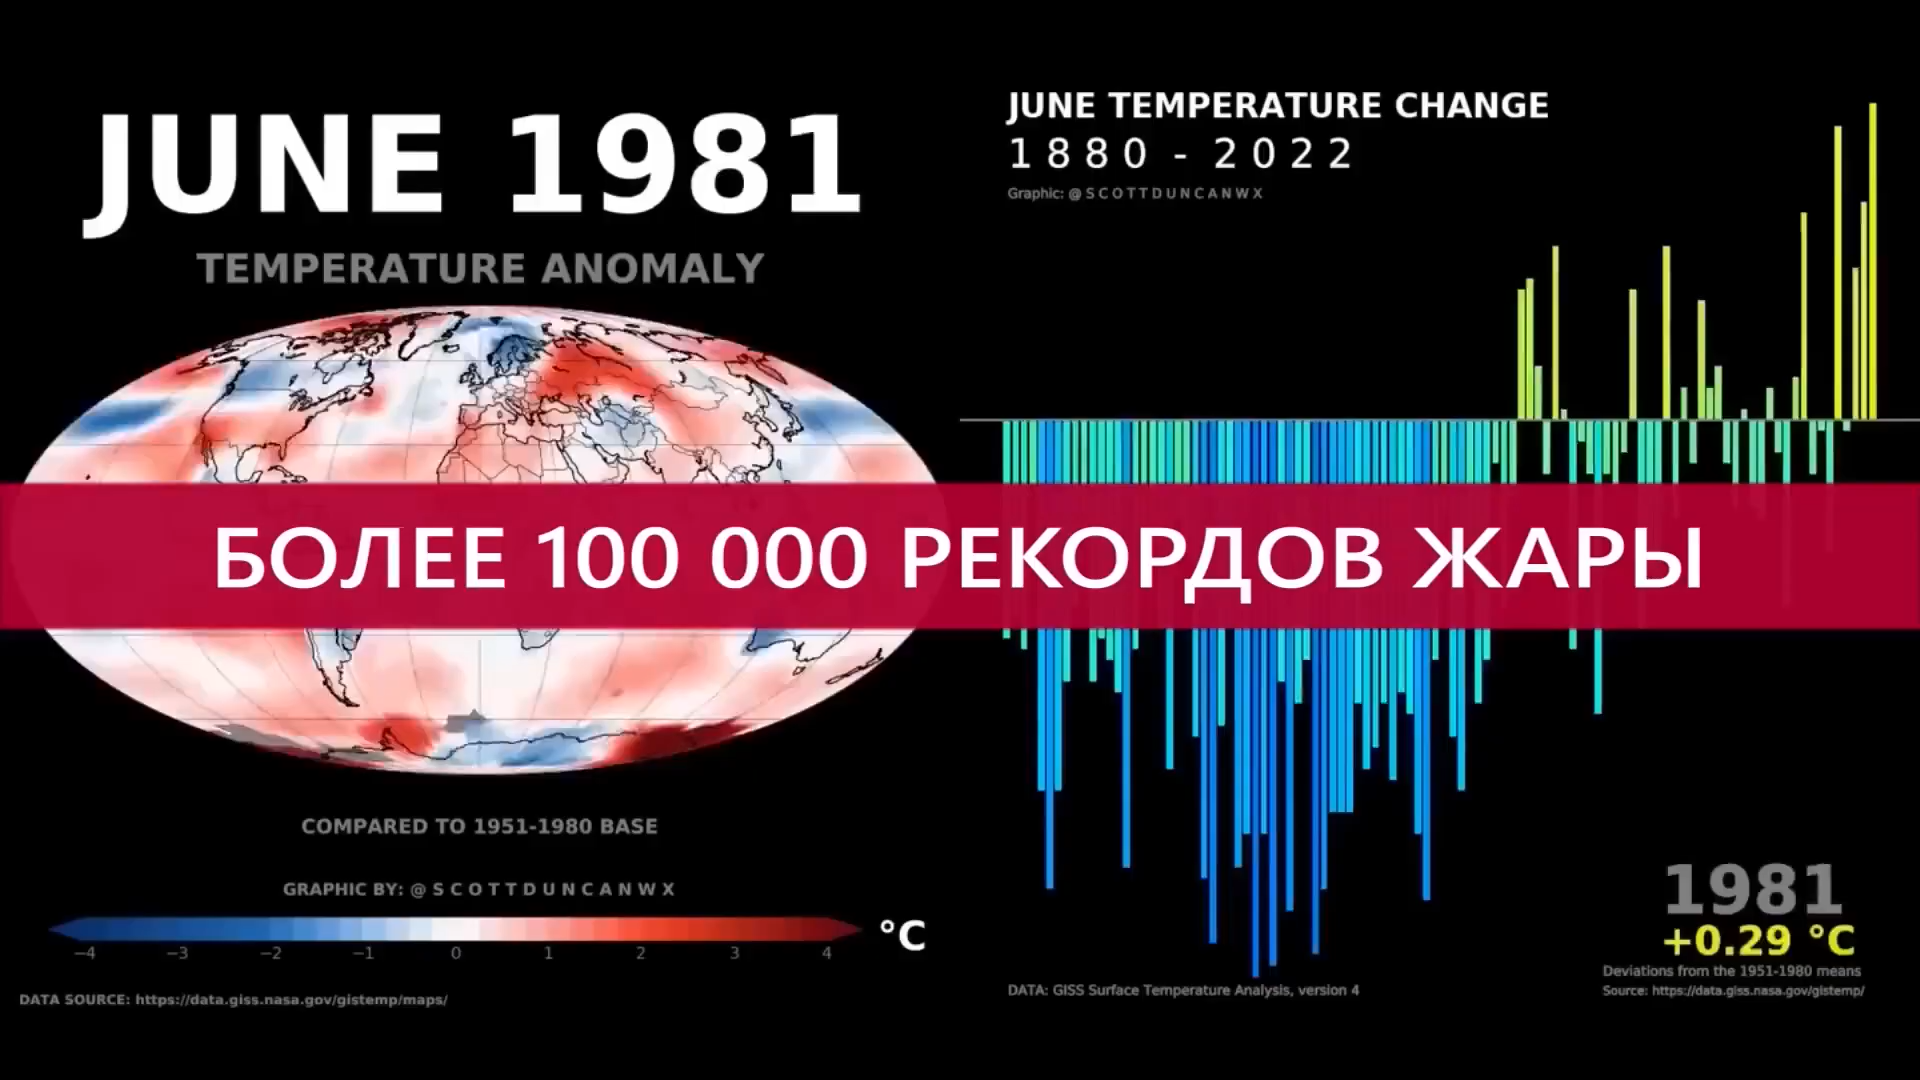 JUNE 1981
TEMPERATURE ANOMALY
JUNE TEMPERATURE CHANGE
1880 - 2022
Graphic: @SCOTTDUNCANWX
БОЛЕЕ 100 000 РЕКОРДОВ ЖАРЫ
COMPARED TO 1951-1980 BASE
GRAPHIC BY: @SCOTTDUNCANWX
°C
−4 −3 −2 −1 0 1 2 3 4
DATA SOURCE: https://data.giss.nasa.gov/gistemp/maps/
1981
+0.29 °C
Deviations from the 1951-1980 means
Source: https://data.giss.nasa.gov/gistemp/
DATA: GISS Surface Temperature Analysis, version 4